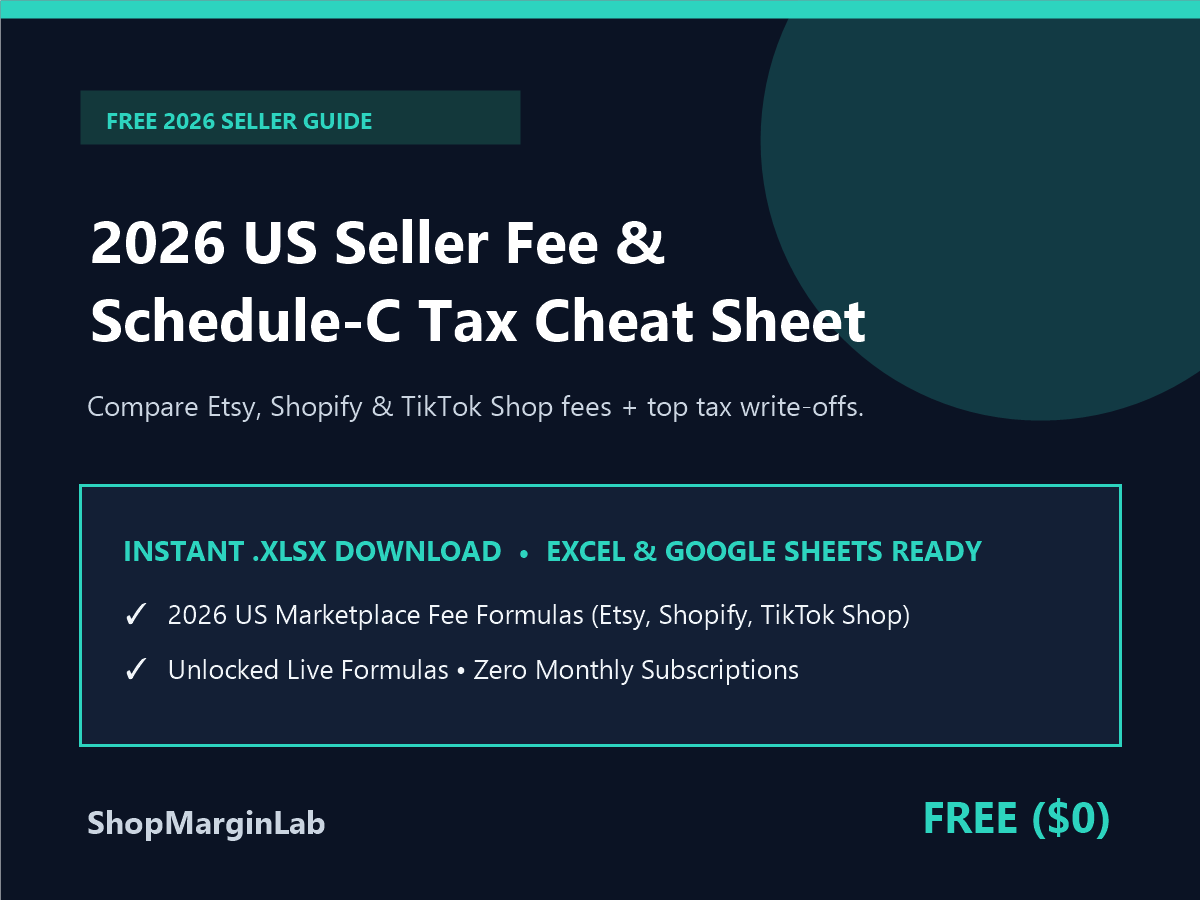 FREE 2026 SELLER GUIDE
2026 US Seller Fee &
Schedule-C Tax Cheat Sheet
Compare Etsy, Shopify & TikTok Shop fees + top tax write-offs.
INSTANT .XLSX DOWNLOAD • EXCEL & GOOGLE SHEETS READY
✓ 2026 US Marketplace Fee Formulas (Etsy, Shopify, TikTok Shop)
✓ Unlocked Live Formulas • Zero Monthly Subscriptions
ShopMarginLab
FREE ($0)